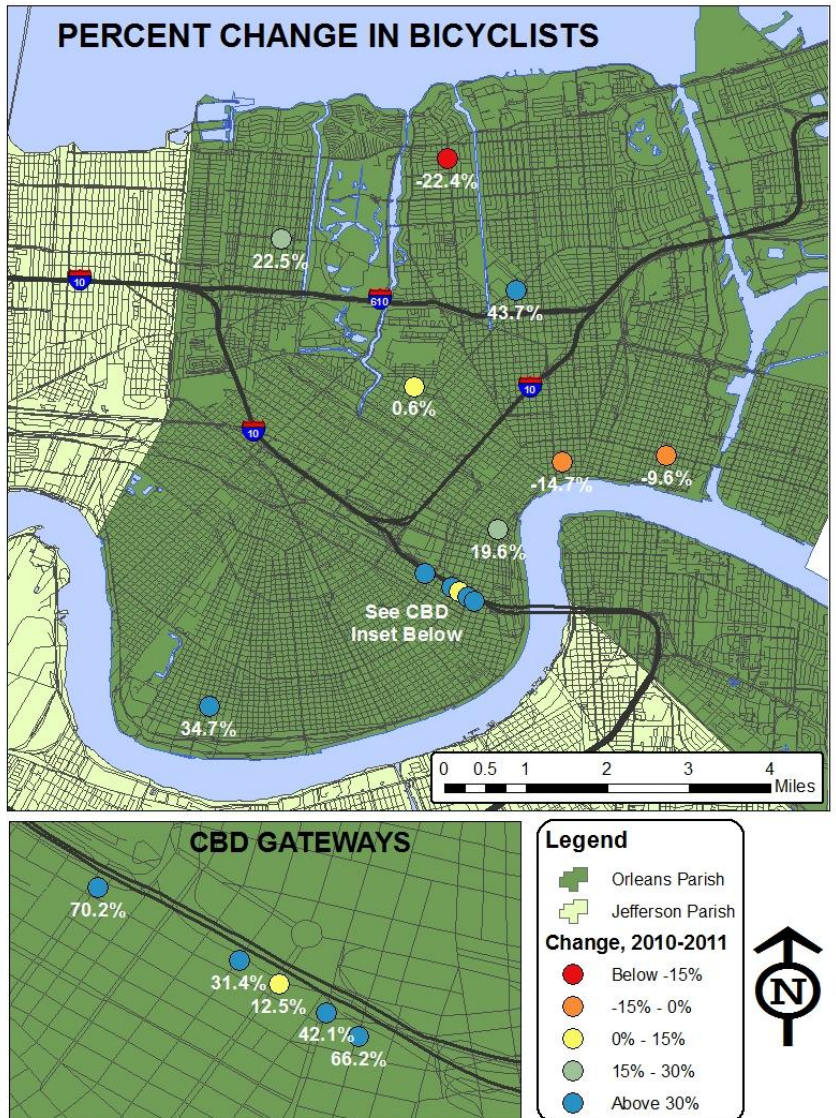 PERCENT CHANGE IN BICYCLISTS
-22.4%
22.5%
10
610
43.7%
0.6%
10
10
-14.7%
-9.6%
19.6%
See CBD
Inset Below
34.7%
0 0.5 1 2 3 4
Miles
CBD GATEWAYS
70.2%
31.4%
12.5%
42.1%
66.2%
Legend
Orleans Parish
Jefferson Parish
Change, 2010-2011
Below -15%
-15% - 0%
0% - 15%
15% - 30%
Above 30%
N